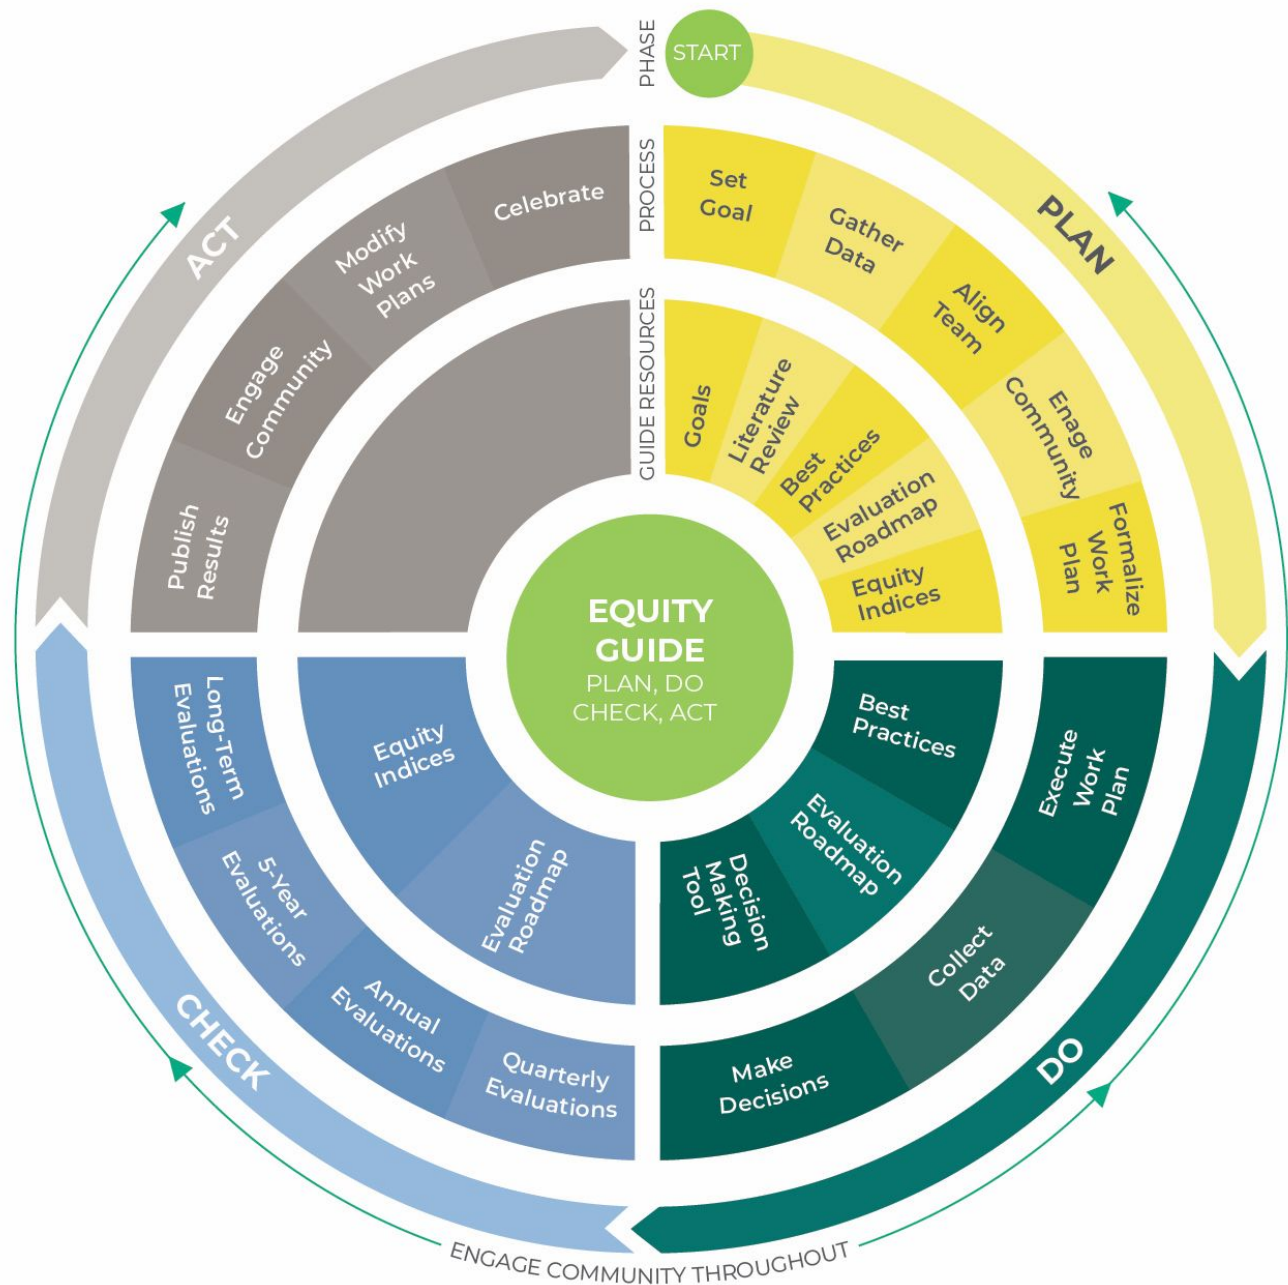 PHASE
START
PROCESS
GUIDE RESOURCES
PLAN
Set
Goal
Gather
Data
Align
Team
Enage
Community
Formalize
Work
Plan
Goals
Literature
Review
Best
Practices
Evaluation
Roadmap
Equity
Indices
DO
Execute
Work
Plan
Collect
Data
Make
Decisions
Best
Practices
Evaluation
Roadmap
Decision
Making
Tool
CHECK
Quarterly
Evaluations
Annual
Evaluations
5-Year
Evaluations
Long-Term
Evaluations
Evaluation
Roadmap
Equity
Indices
ACT
Publish
Results
Engage
Community
Modify
Work
Plans
Celebrate
EQUITY
GUIDE
PLAN, DO
CHECK, ACT
ENGAGE COMMUNITY THROUGHOUT